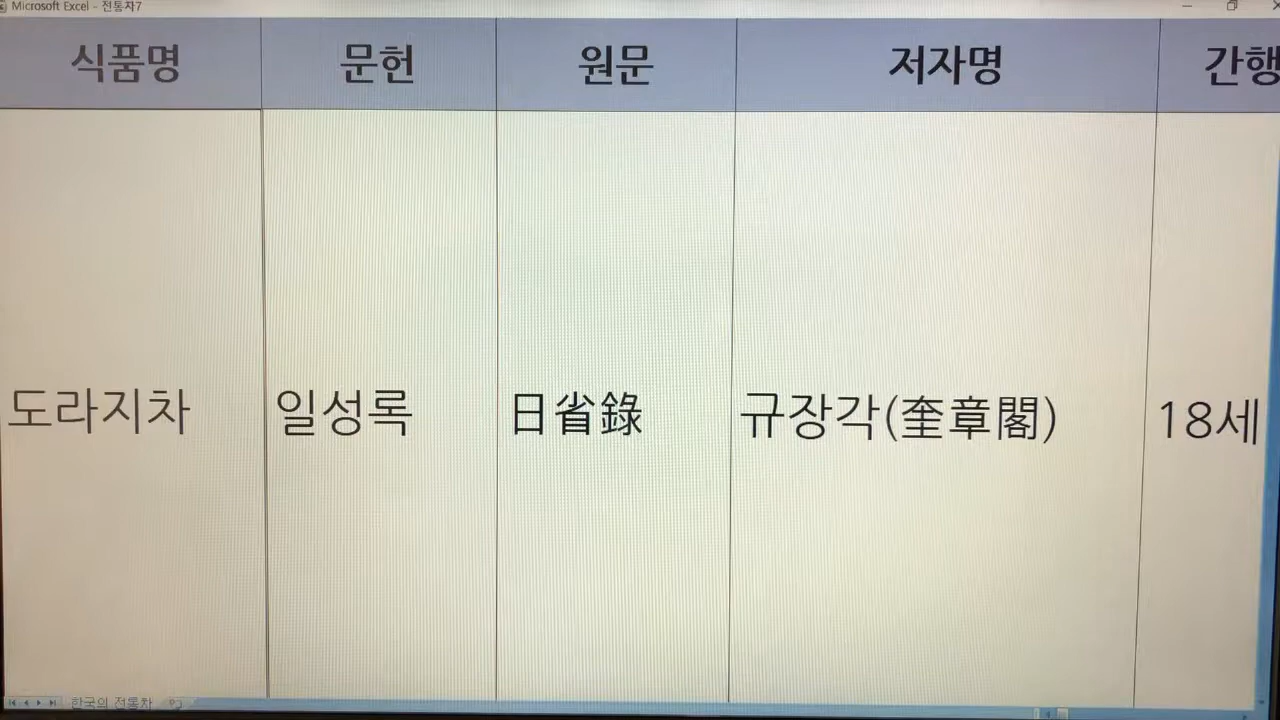 Microsoft Excel - 전통차7
식품명 문헌 원문 저자명 간행
도라지차 일성록 日省錄 규장각(奎章閣) 18세
한국의 전통차